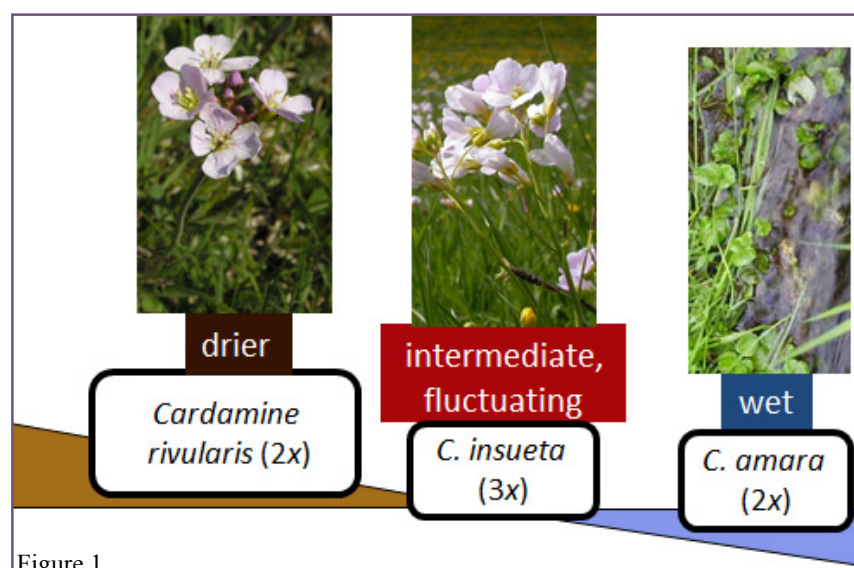 drier
Cardamine
rivularis (2x)
intermediate,
fluctuating
C. insueta
(3x)
wet
C. amara
(2x)
Figure 1